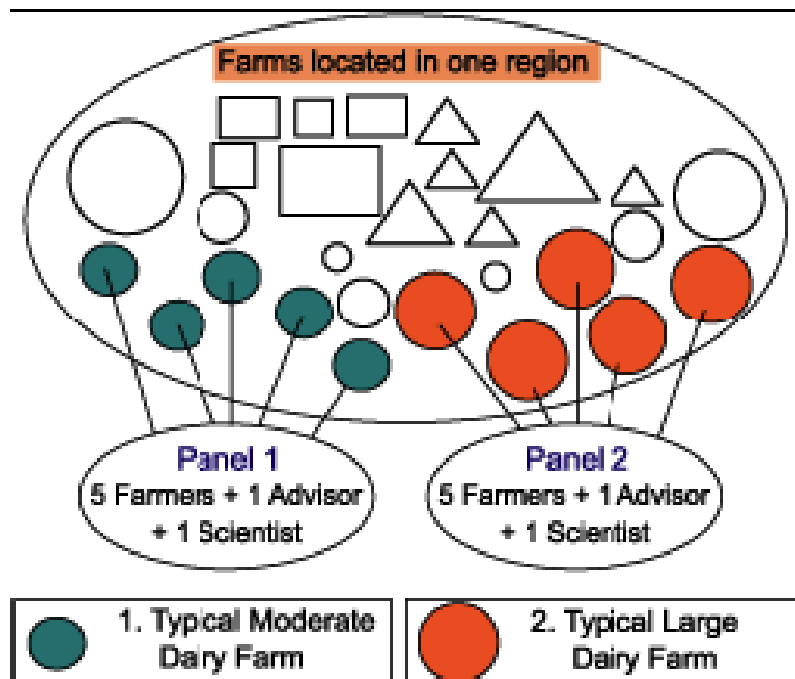 Farms located in one region
Panel 1
5 Farmers + 1 Advisor
+ 1 Scientist
Panel 2
5 Farmers + 1 Advisor
+ 1 Scientist
1. Typical Moderate
Dairy Farm
2. Typical Large
Dairy Farm